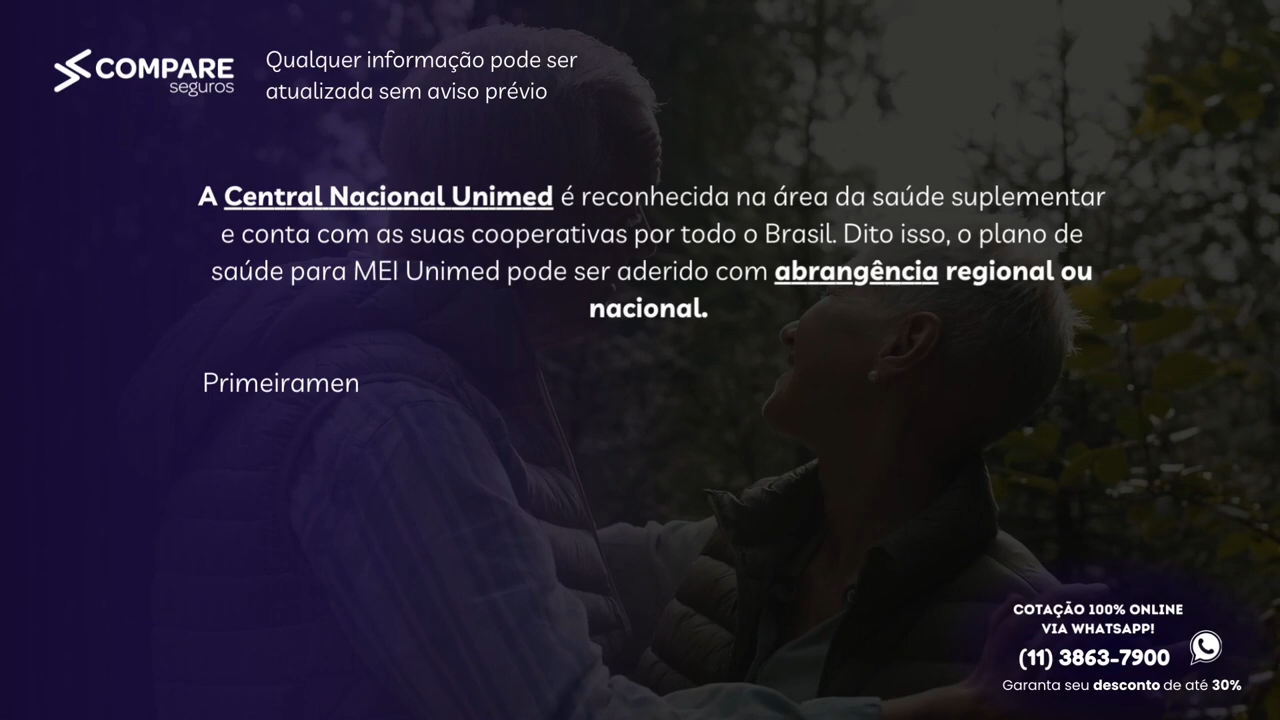 COMPARE
seguros
Qualquer informação pode ser
atualizada sem aviso prévio
A Central Nacional Unimed é reconhecida na área da saúde suplementar
e conta com as suas cooperativas por todo o Brasil. Dito isso, o plano de
saúde para MEI Unimed pode ser aderido com abrangência regional ou
nacional.
Primeiramen
COTAÇÃO 100% ONLINE
VIA WHATSAPP!
(11) 3863-7900
Garanta seu desconto de até 30%